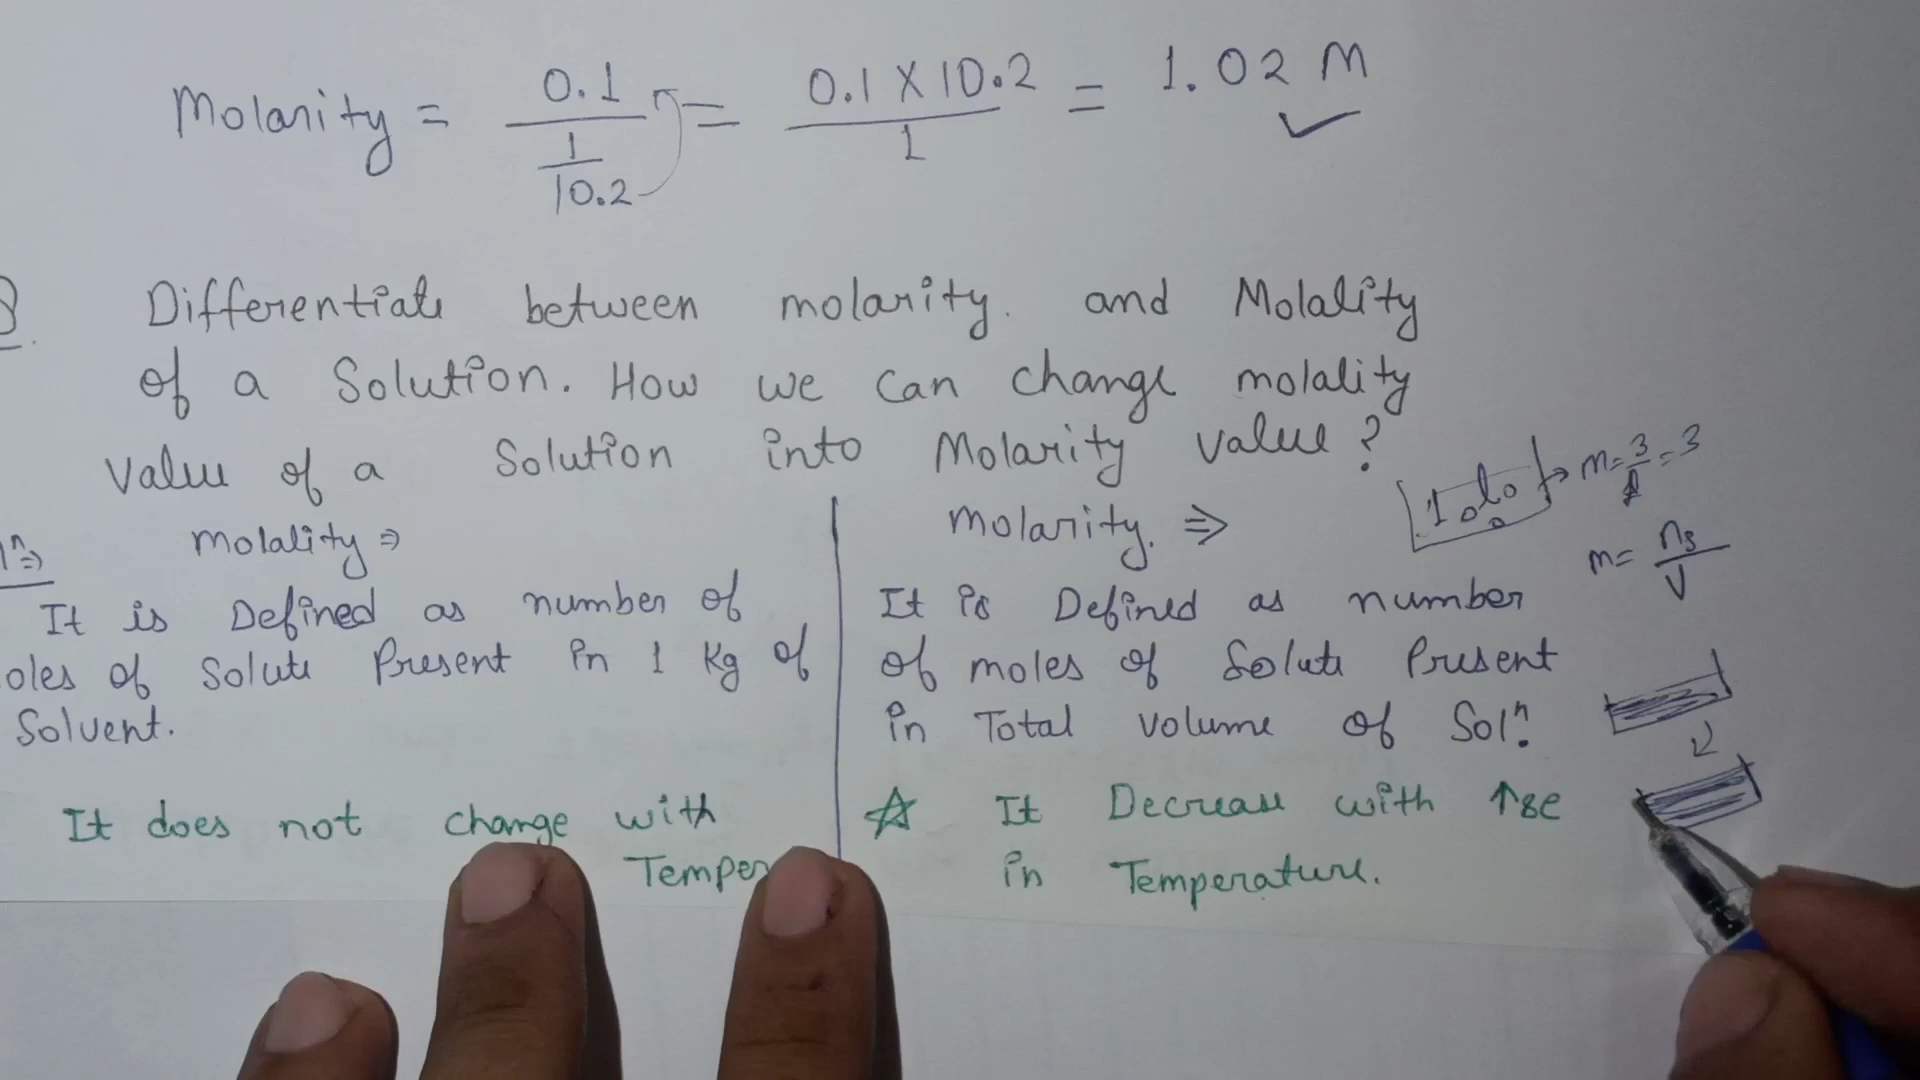 Molarity = 0.1 / (1 / 10.2) = 0.1 X 10.2 / 1 = 1.02 M
Differentiate between molarity. and Molality
of a Solution. How we can change molality
Value of a Solution into Molarity value?
Molality ⇒
It is Defined as number of
oles of Solute Present in 1 Kg of
Solvent.
It does not change with
Temper
Molarity. ⇒
It is Defined as number
of moles of Solute Present
in Total Volume of Solⁿ.
☆ It Decrease with ↑se
in Temperature.
m = 3/1 = 3
m = ns/V